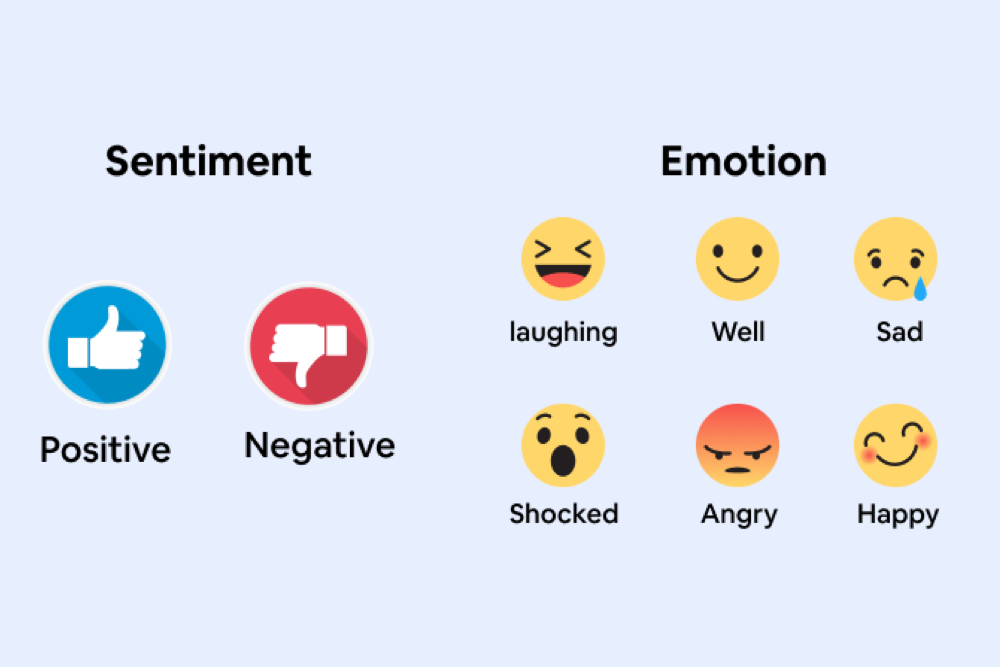 Sentiment
Positive
Negative
Emotion
laughing
Well
Sad
Shocked
Angry
Happy